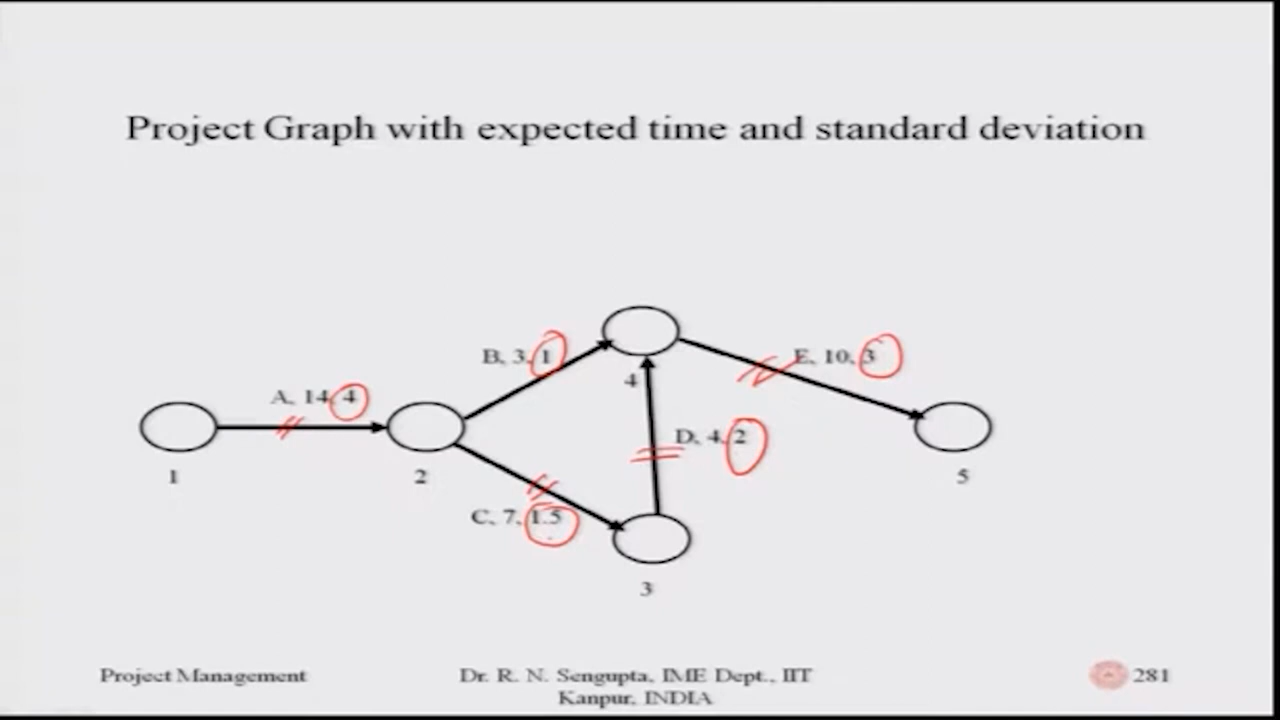 Project Graph with expected time and standard deviation
B, 3, 1
4
E, 10, 3
A, 14, 4
D, 4, 2
1
2
5
C, 7, 1.5
3
Project Management
Dr. R. N. Sengupta, IME Dept., IIT
Kanpur, INDIA
281